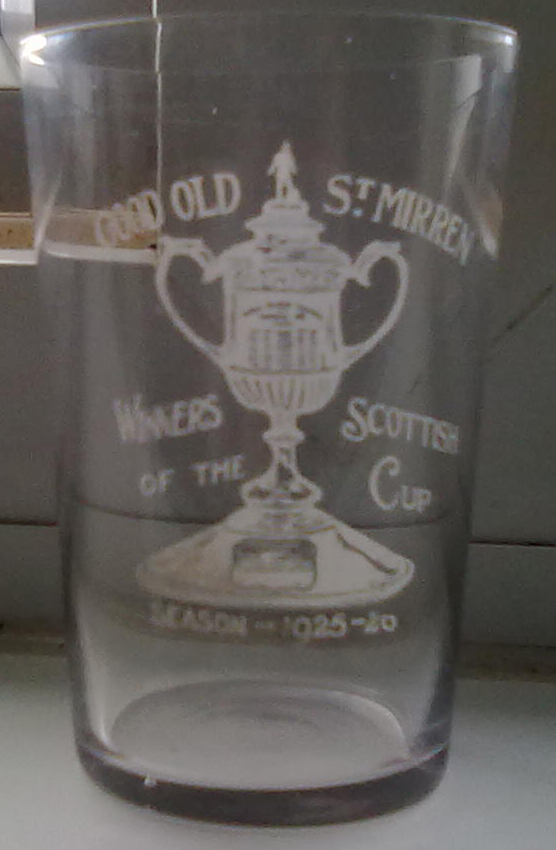 GOOD OLD ST MIRREN
WINNERS SCOTTISH
OF THE CUP
SEASON - 1925-26